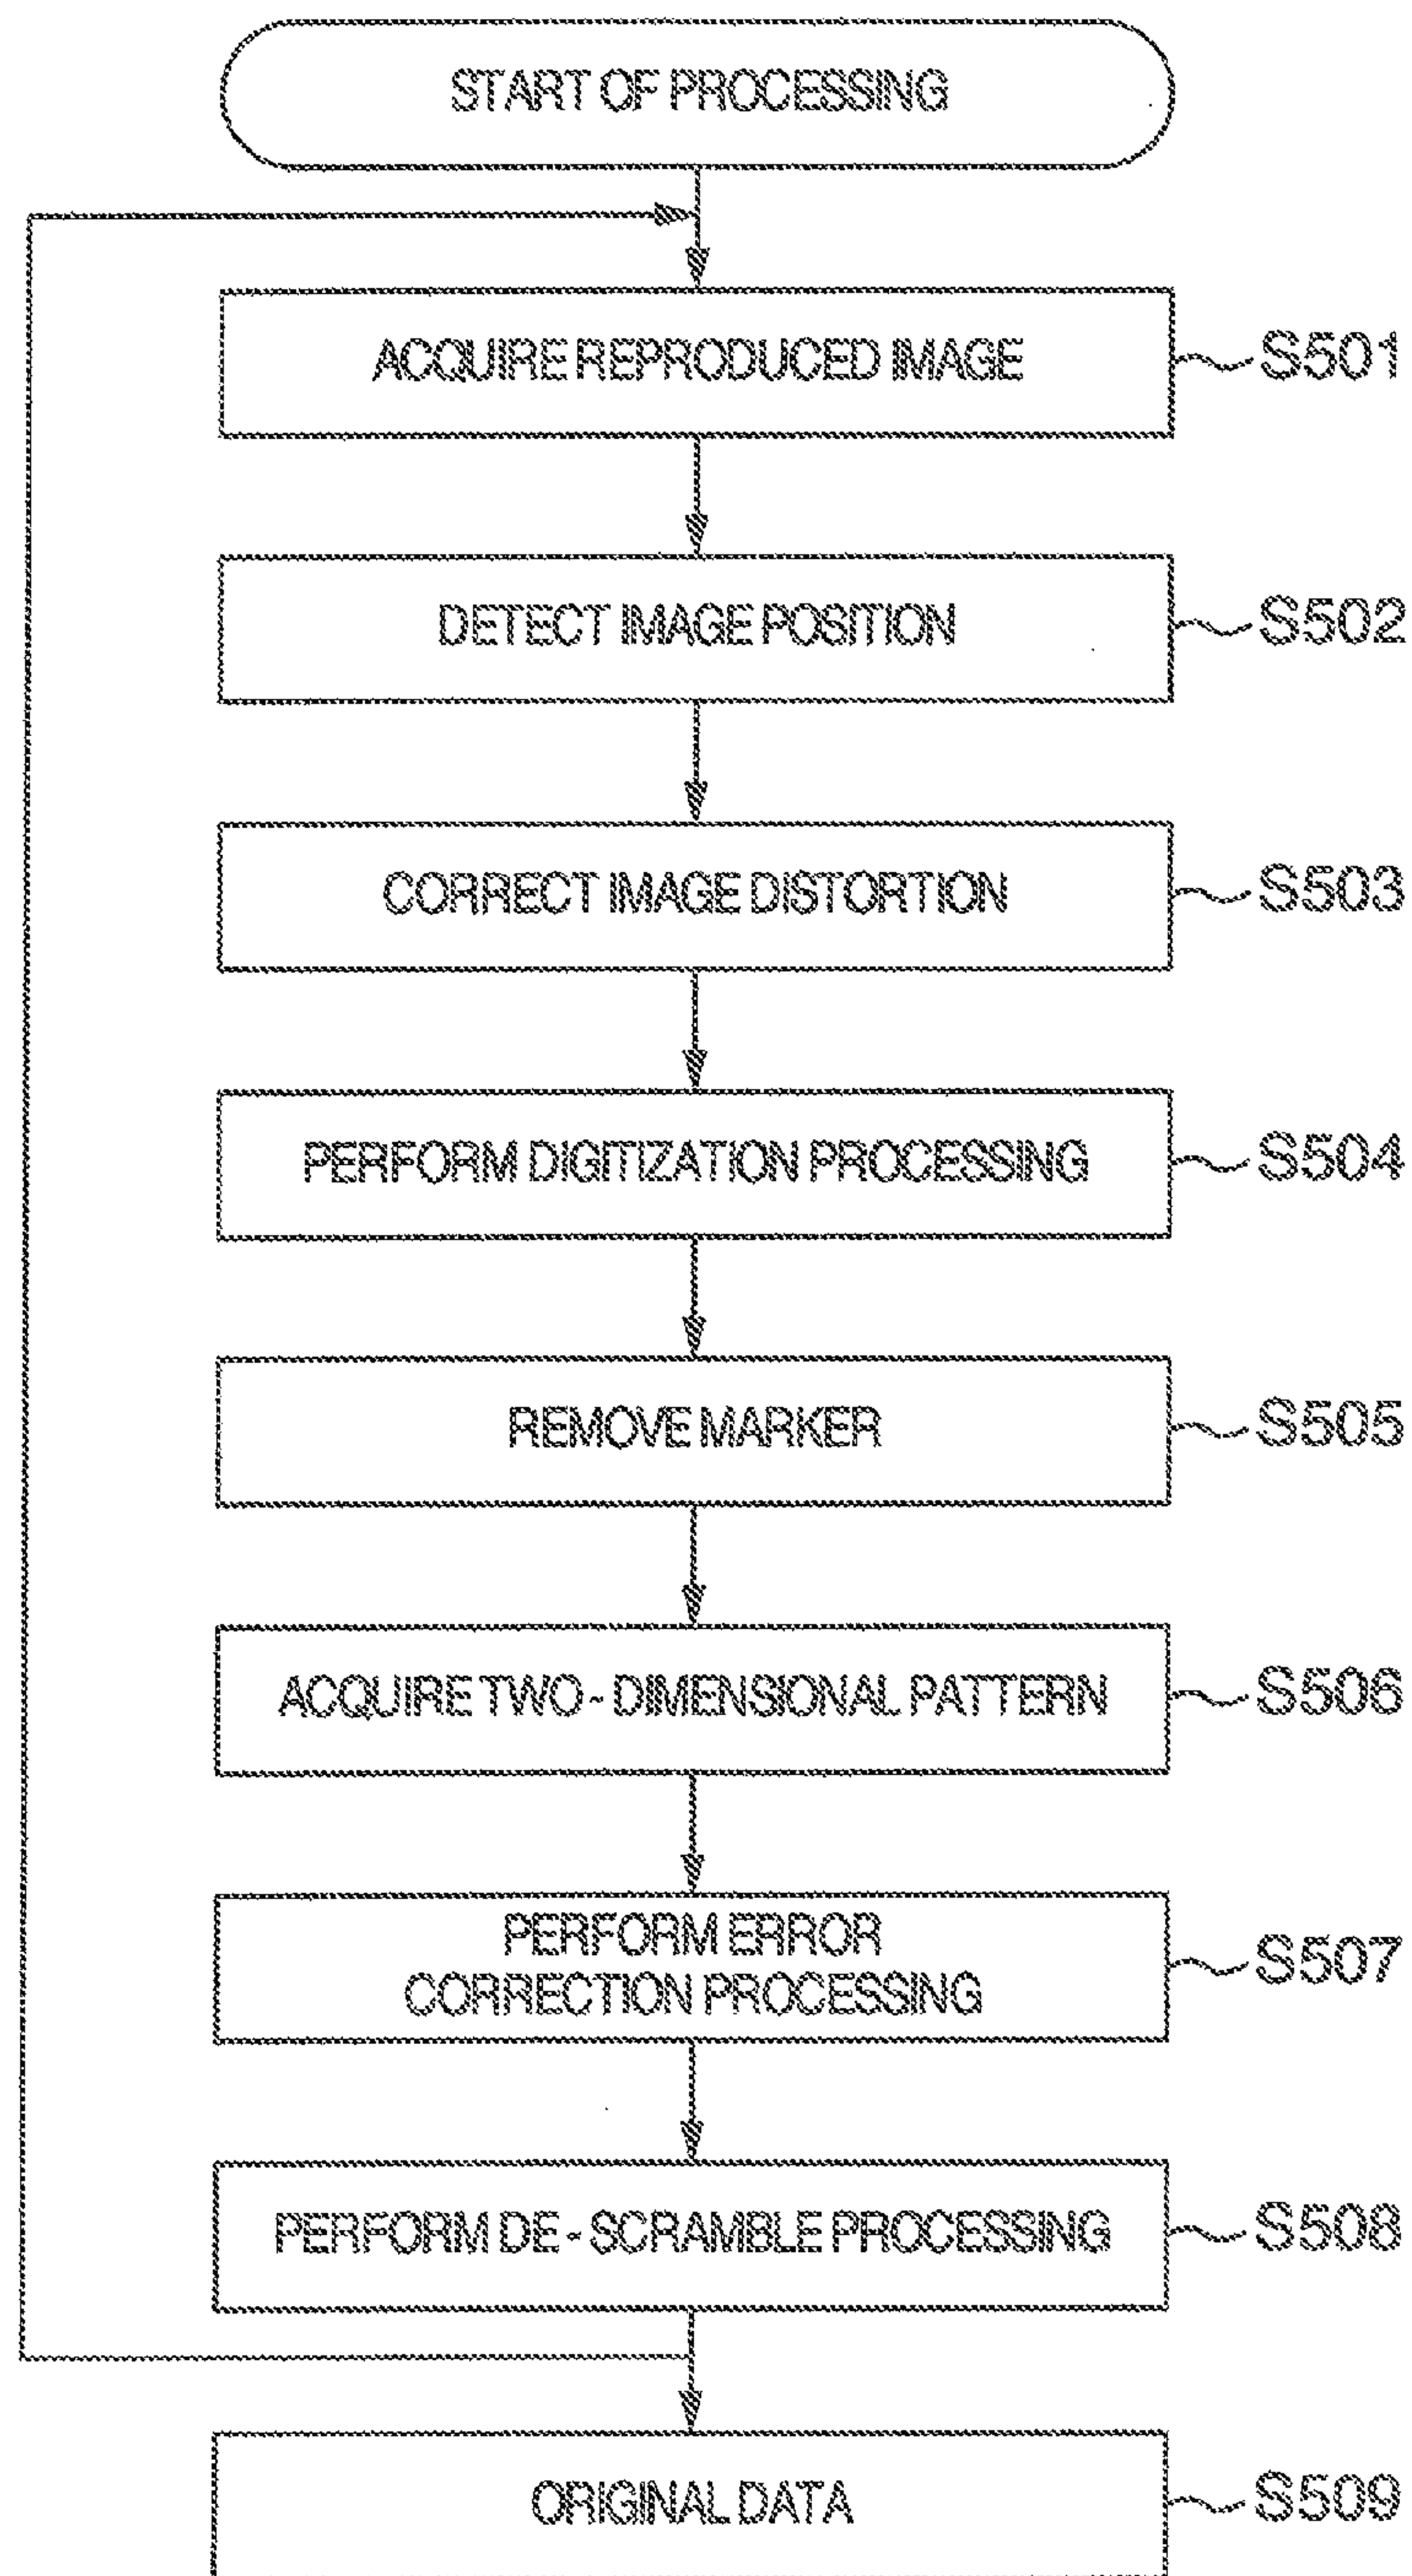 START OF PROCESSING
ACQUIRE REPRODUCED IMAGE
S501
DETECT IMAGE POSITION
S502
CORRECT IMAGE DISTORTION
S503
PERFORM DIGITIZATION PROCESSING
S504
REMOVE MARKER
S505
ACQUIRE TWO-DIMENSIONAL PATTERN
S506
PERFORM ERROR
CORRECTION PROCESSING
S507
PERFORM DE-SCRAMBLE PROCESSING
S508
ORIGINAL DATA
S509